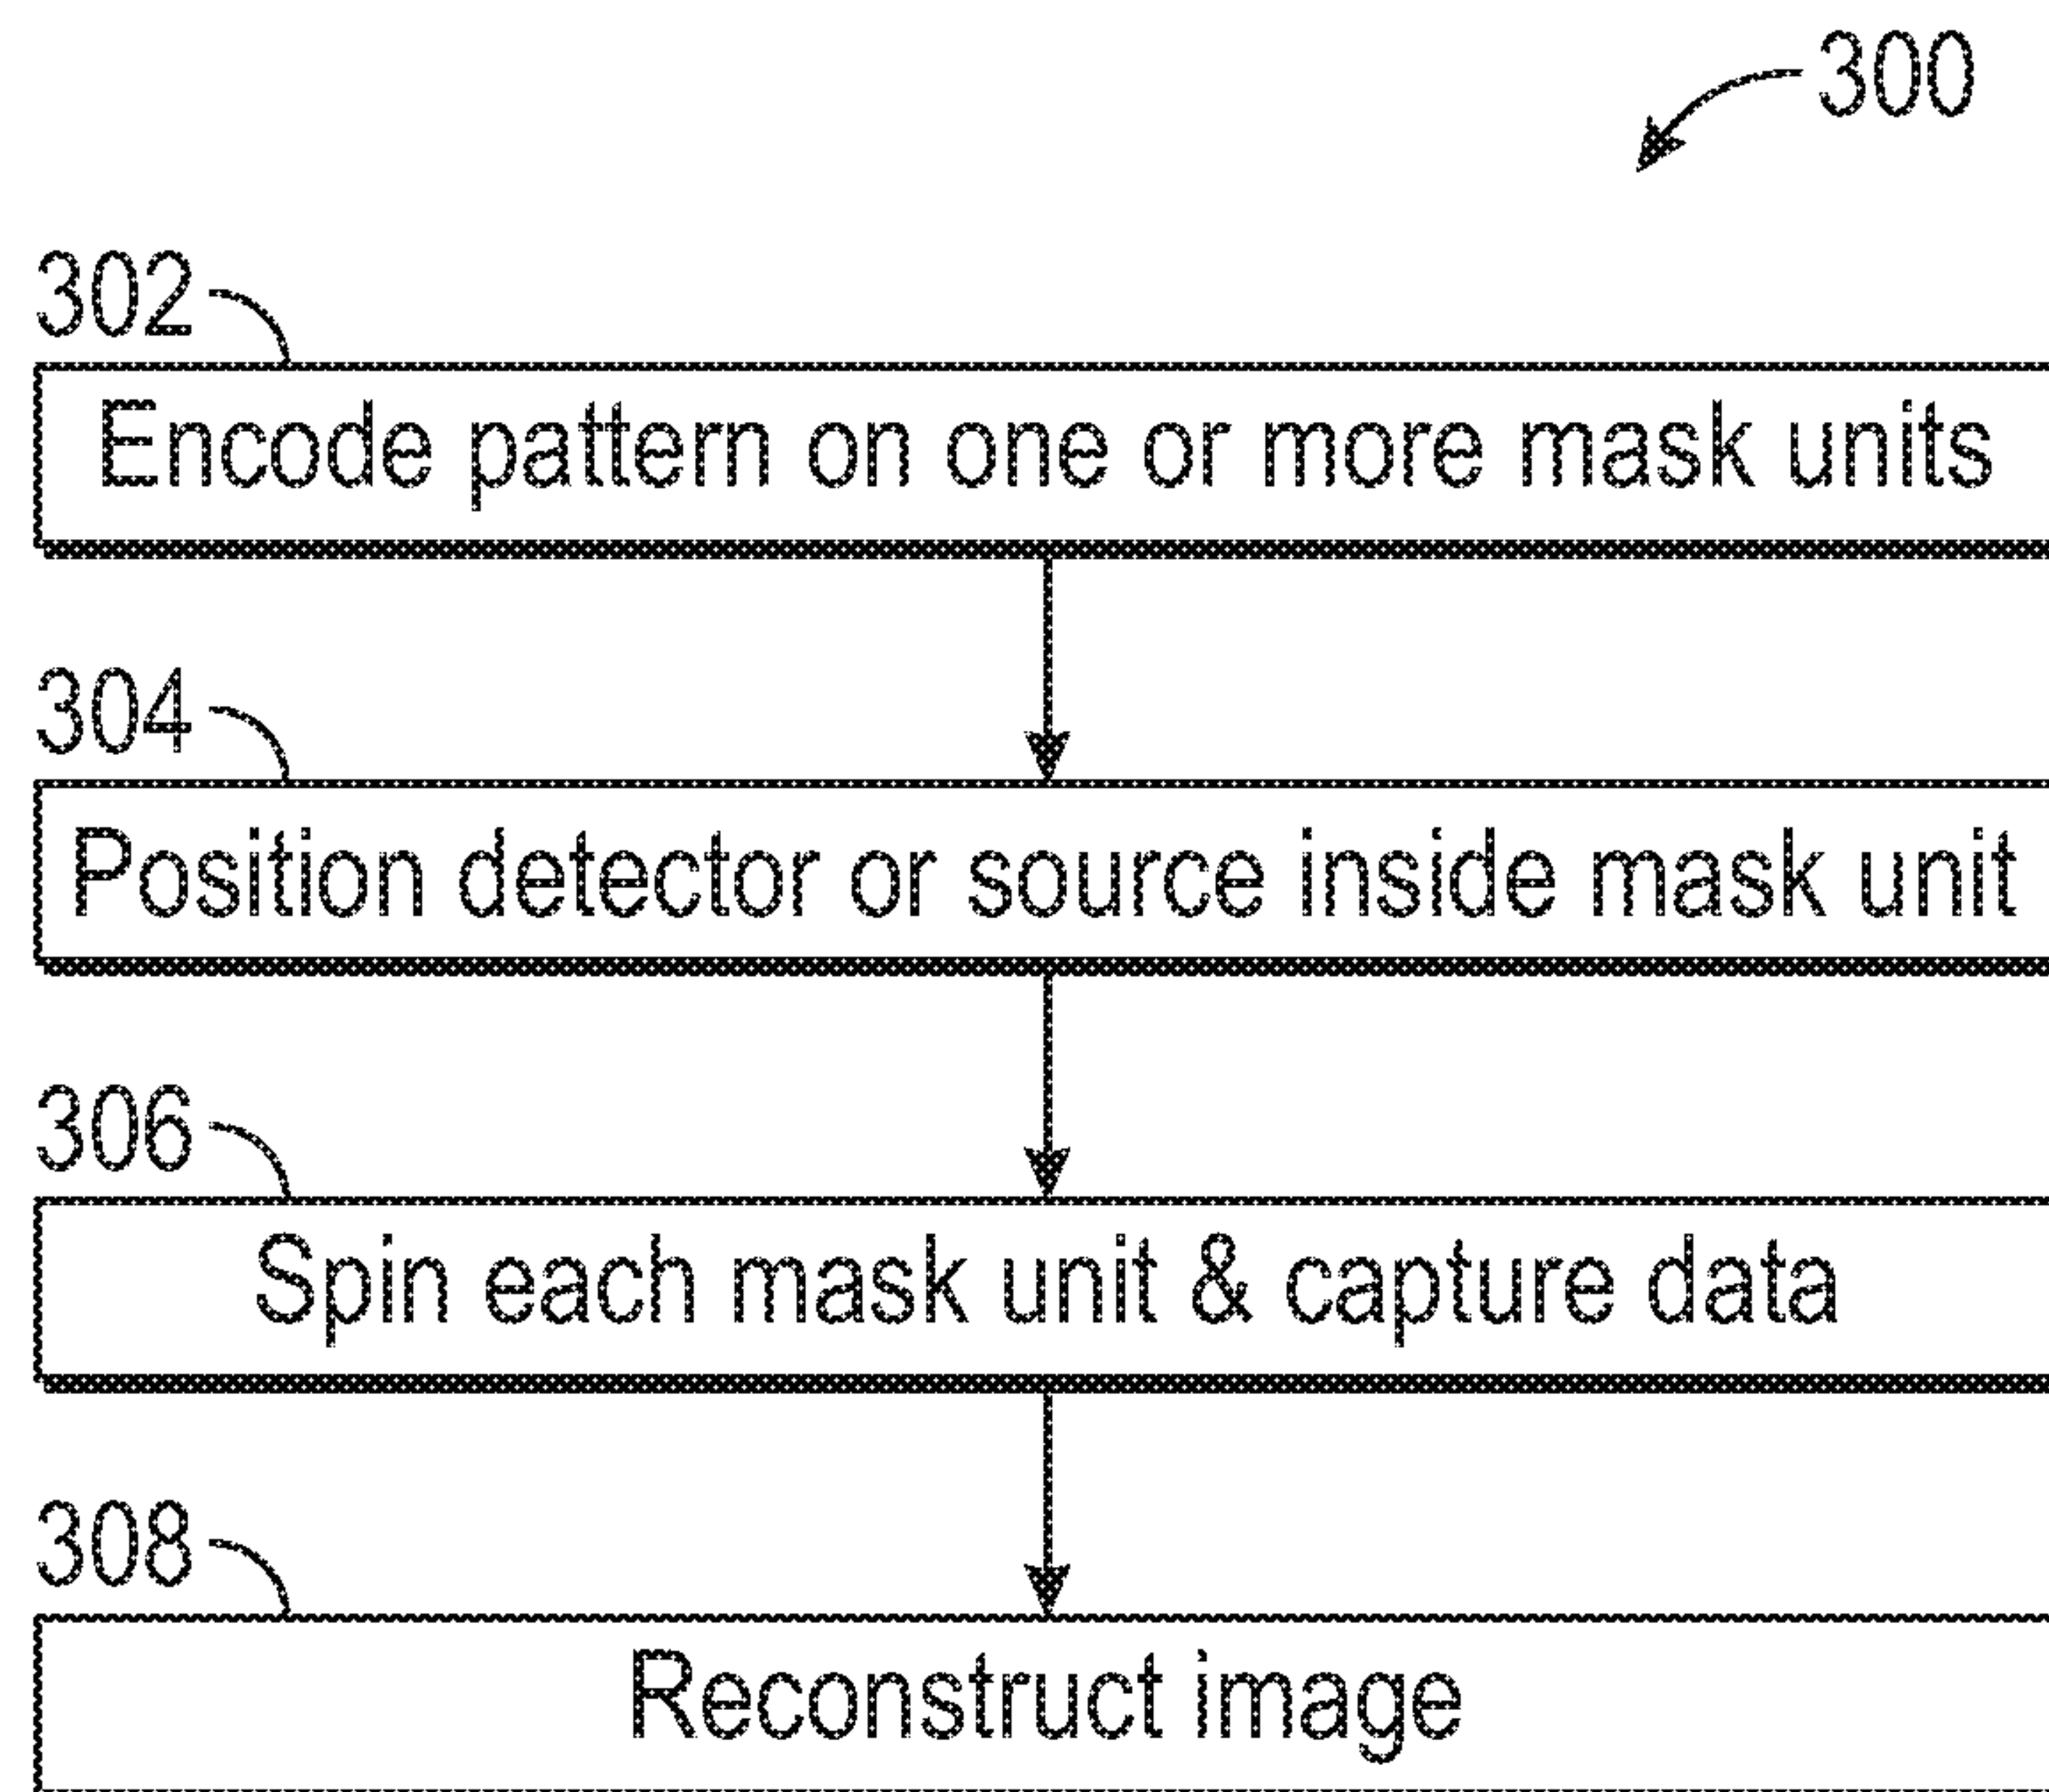 300
302
Encode pattern on one or more mask units
304
Position detector or source inside mask unit
306
Spin each mask unit & capture data
308
Reconstruct image